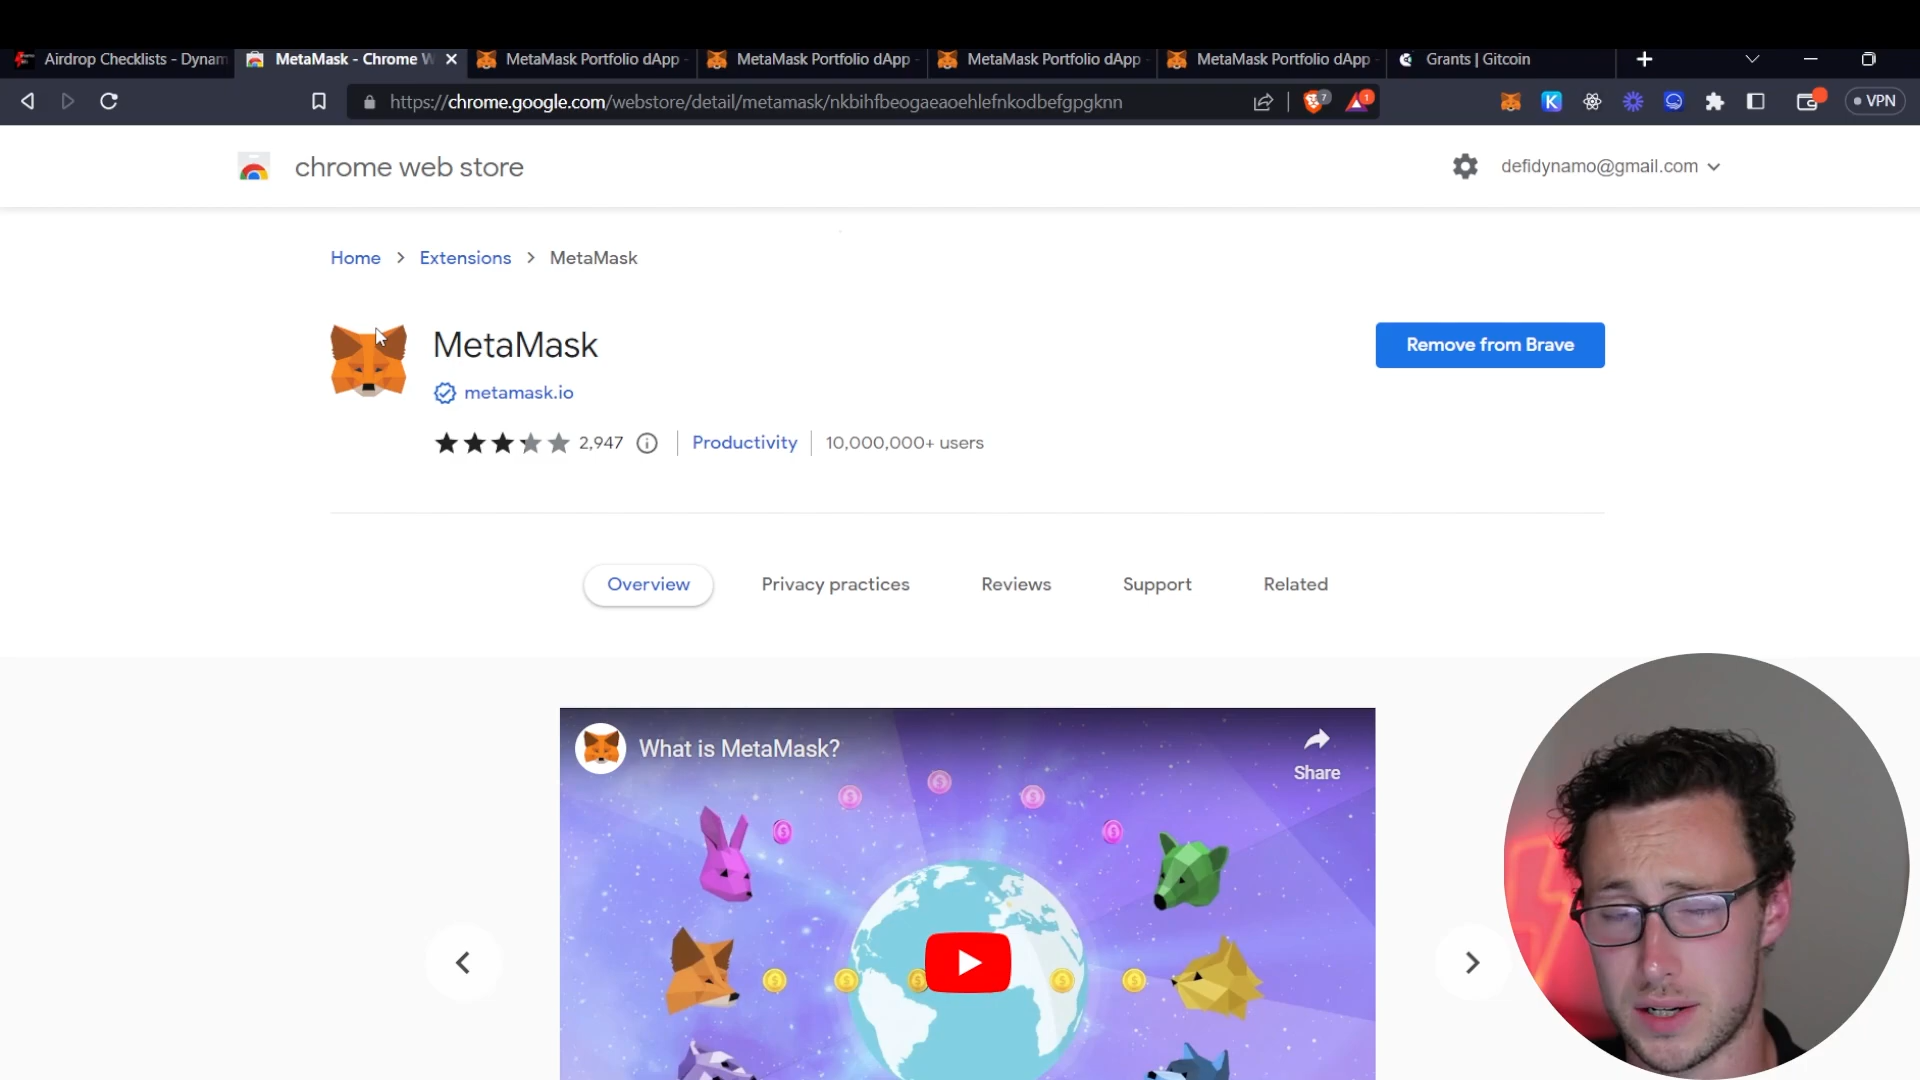 Airdrop Checklists - Dynam
MetaMask - Chrome W
MetaMask Portfolio dApp -
MetaMask Portfolio dApp -
MetaMask Portfolio dApp -
MetaMask Portfolio dApp -
Grants | Gitcoin
https://chrome.google.com/webstore/detail/metamask/nkbihfbeogaeaoehlefnkodbefgpgknn
7
1
K
VPN
chrome web store
defidynamo@gmail.com
Home > Extensions > MetaMask
MetaMask
Remove from Brave
metamask.io
2,947
Productivity
10,000,000+ users
Overview
Privacy practices
Reviews
Support
Related
What is MetaMask?
Share